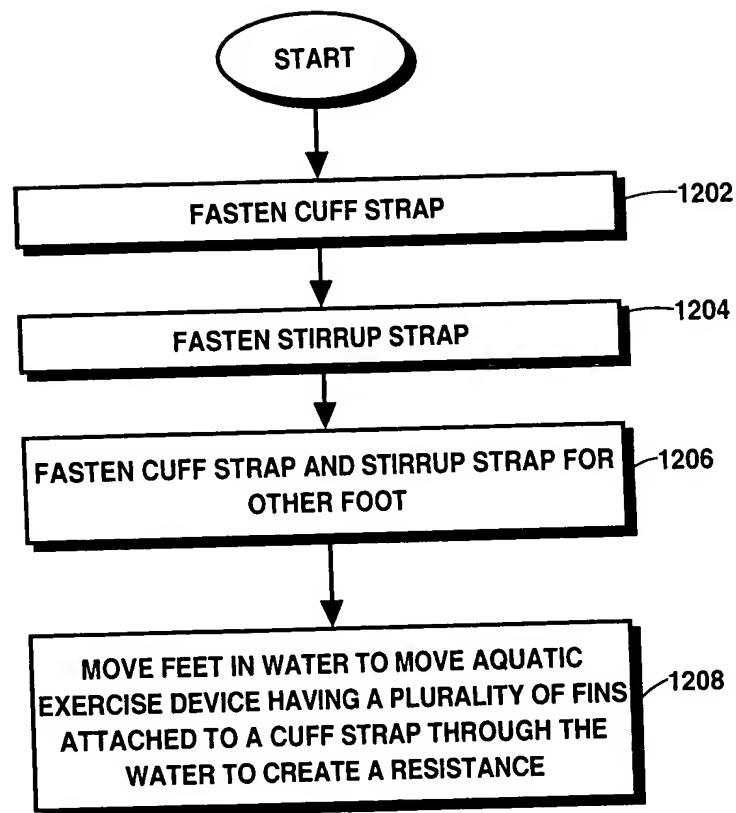 START
FASTEN CUFF STRAP
1202
FASTEN STIRRUP STRAP
1204
FASTEN CUFF STRAP AND STIRRUP STRAP FOR
OTHER FOOT
1206
MOVE FEET IN WATER TO MOVE AQUATIC
EXERCISE DEVICE HAVING A PLURALITY OF FINS
ATTACHED TO A CUFF STRAP THROUGH THE
WATER TO CREATE A RESISTANCE
1208